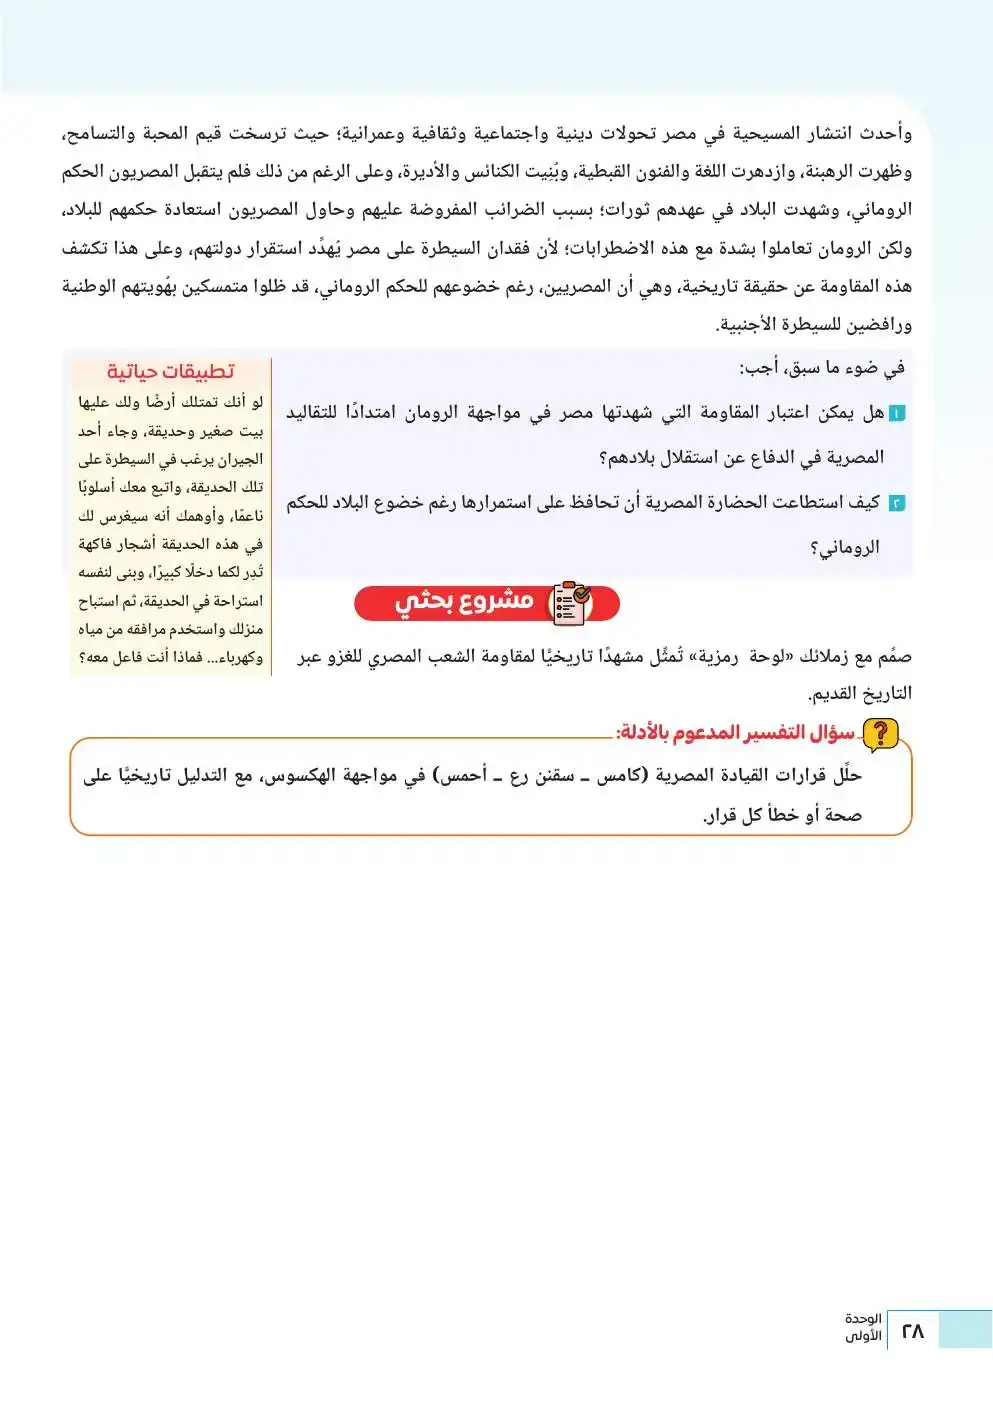 وأحدث انتشار المسيحية في مصر تحولات دينية واجتماعية وثقافية وعمرانية؛ حيث ترسخت قيم المحبة والتسامح،
وظهرت الرهبنة، وازدهرت اللغة والفنون القبطية، وبُنِيت الكنائس والأديرة، وعلى الرغم من ذلك فلم يتقبل المصريون الحكم
الروماني، وشهدت البلاد في عهدهم ثورات؛ بسبب الضرائب المفروضة عليهم وحاول المصريون استعادة حكمهم للبلاد،
ولكن الرومان تعاملوا بشدة مع هذه الاضطرابات؛ لأن فقدان السيطرة على مصر يُهدِّد استقرار دولتهم، وعلى هذا تكشف
هذه المقاومة عن حقيقة تاريخية، وهي أن المصريين، رغم خضوعهم للحكم الروماني، قد ظلوا متمسكين بهُويتهم الوطنية
ورافضين للسيطرة الأجنبية.
في ضوء ما سبق، أجب:
١ هل يمكن اعتبار المقاومة التي شهدتها مصر في مواجهة الرومان امتدادًا للتقاليد
المصرية في الدفاع عن استقلال بلادهم؟
٢ كيف استطاعت الحضارة المصرية أن تحافظ على استمرارها رغم خضوع البلاد للحكم
الروماني؟
تطبيقات حياتية
لو أنك تمتلك أرضًا ولك عليها
بيت صغير وحديقة، وجاء أحد
الجيران يرغب في السيطرة على
تلك الحديقة، واتبع معك أسلوبًا
ناعمًا، وأوهمك أنه سيغرس لك
في هذه الحديقة أشجار فاكهة
تُدِر لكما دخلًا كبيرًا، وبنى لنفسه
استراحة في الحديقة، ثم استباح
منزلك واستخدم مرافقه من مياه
وكهرباء... فماذا أنت فاعل معه؟
مشروع بحثي
صمِّم مع زملائك «لوحة رمزية» تُمثِّل مشهدًا تاريخيًّا لمقاومة الشعب المصري للغزو عبر
التاريخ القديم.
سؤال التفسير المدعوم بالأدلة:
حلِّل قرارات القيادة المصرية (كامس – سقنن رع – أحمس) في مواجهة الهكسوس، مع التدليل تاريخيًّا على
صحة أو خطأ كل قرار.
الوحدة
الأولى
٢٨